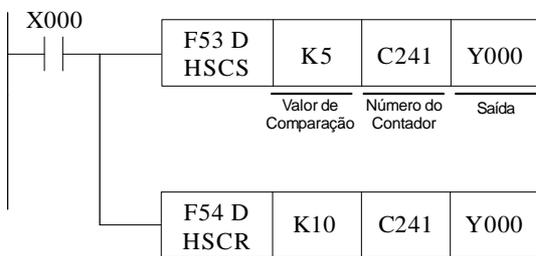 X000
F53 D
HSCS
K5
C241
Y000
Valor de
Comparação
Número do
Contador
Saída
F54 D
HSCR
K10
C241
Y000